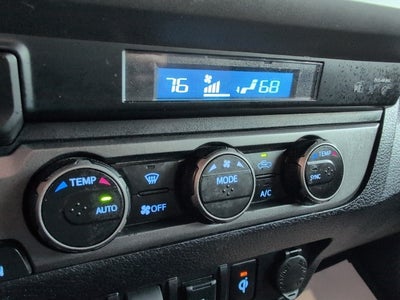 76 68
TEMP
AUTO
OFF
MODE
A/C
TEMP
SYNC